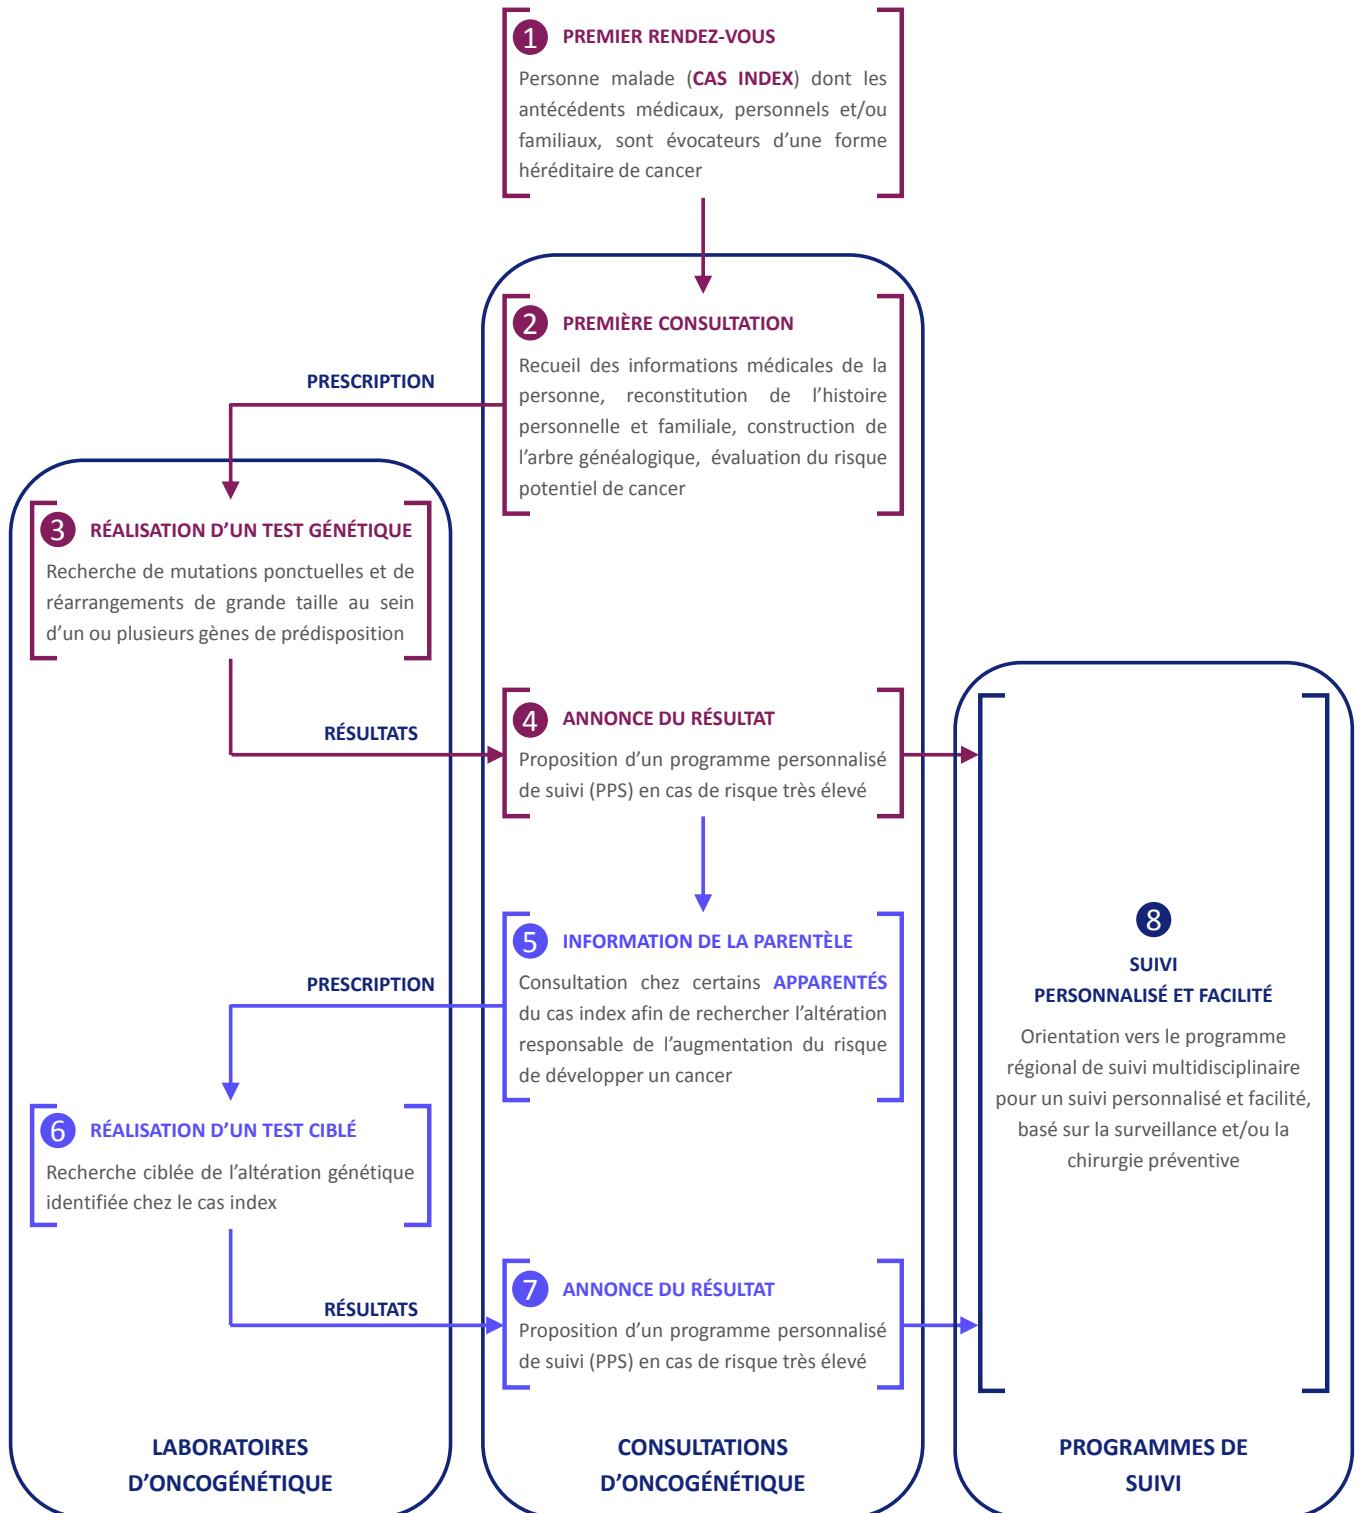 1 PREMIER RENDEZ-VOUS
Personne malade (CAS INDEX) dont les
antécédents médicaux, personnels et/ou
familiaux, sont évocateurs d’une forme
héréditaire de cancer
2 PREMIÈRE CONSULTATION
Recueil des informations médicales de la
personne, reconstitution de l’histoire
personnelle et familiale, construction de
l’arbre généalogique, évaluation du risque
potentiel de cancer
PRESCRIPTION
3 RÉALISATION D’UN TEST GÉNÉTIQUE
Recherche de mutations ponctuelles et de
réarrangements de grande taille au sein
d’un ou plusieurs gènes de prédisposition
RÉSULTATS
4 ANNONCE DU RÉSULTAT
Proposition d’un programme personnalisé
de suivi (PPS) en cas de risque très élevé
5 INFORMATION DE LA PARENTÈLE
Consultation chez certains APPARENTÉS
du cas index afin de rechercher l’altération
responsable de l’augmentation du risque
de développer un cancer
PRESCRIPTION
6 RÉALISATION D’UN TEST CIBLÉ
Recherche ciblée de l’altération génétique
identifiée chez le cas index
RÉSULTATS
7 ANNONCE DU RÉSULTAT
Proposition d’un programme personnalisé
de suivi (PPS) en cas de risque très élevé
8
SUIVI
PERSONNALISÉ ET FACILITÉ
Orientation vers le programme
régional de suivi multidisciplinaire
pour un suivi personnalisé et facilité,
basé sur la surveillance et/ou la
chirurgie préventive
LABORATOIRES
D’ONCOGÉNÉTIQUE
CONSULTATIONS
D’ONCOGÉNÉTIQUE
PROGRAMMES DE
SUIVI